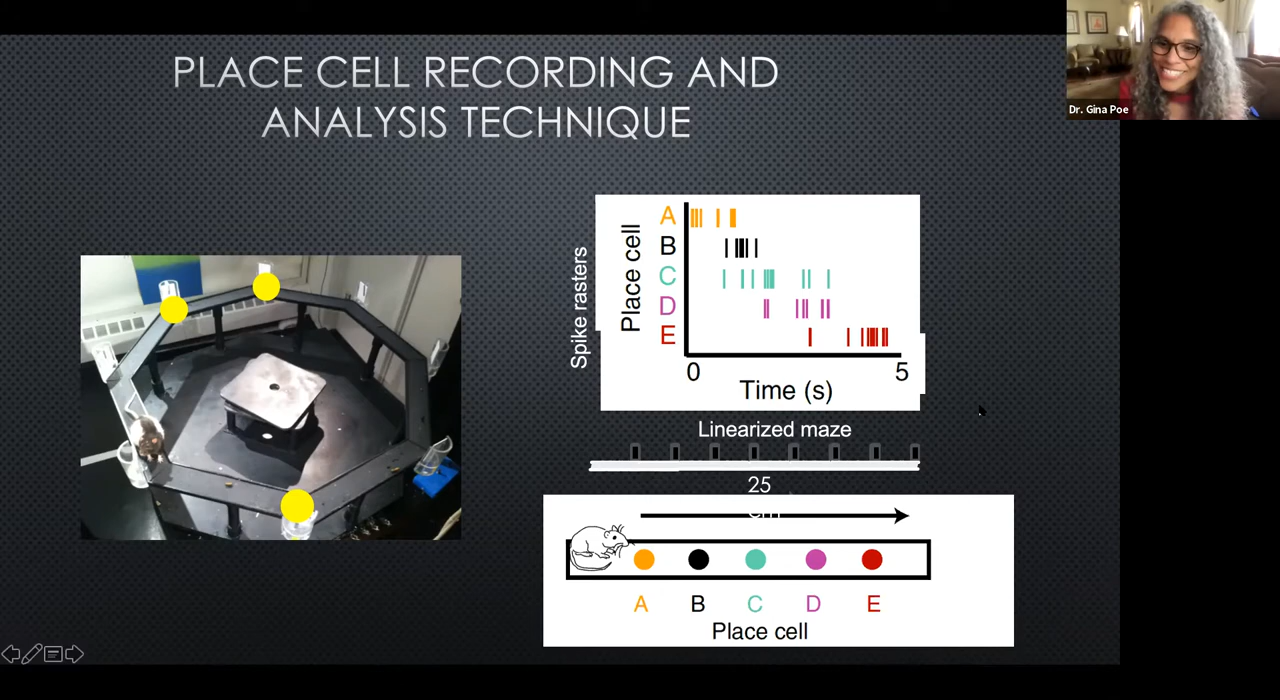 PLACE CELL RECORDING AND
ANALYSIS TECHNIQUE
Dr. Gina Poe
Spike rasters
Place cell
A
B
C
D
E
0
5
Time (s)
Linearized maze
25
cm
A
B
C
D
E
Place cell